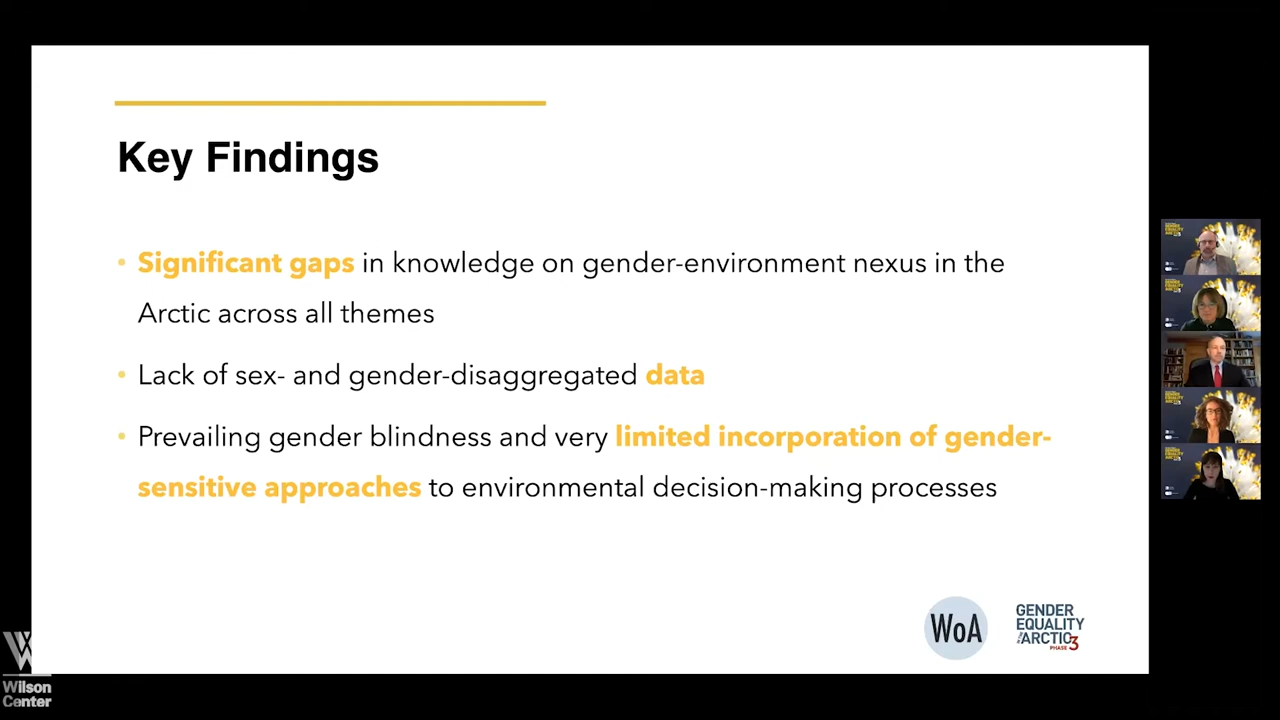 Key Findings
• Significant gaps in knowledge on gender-environment nexus in the
Arctic across all themes
• Lack of sex- and gender-disaggregated data
• Prevailing gender blindness and very limited incorporation of gender-
sensitive approaches to environmental decision-making processes
WoA
GENDER
EQUALITY
ARCTIC
PHASE 3
Wilson
Center